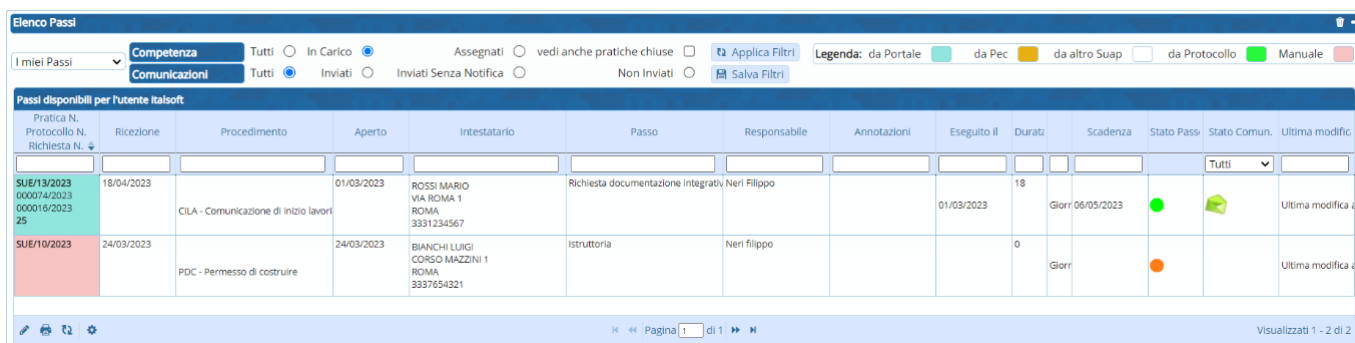 Elenco Passi
I miei Passi
Competenza Tutti In Carico Assegnati vedi anche pratiche chiuse Applica Filtri
Comunicazioni Tutti Inviati Inviati Senza Notifica Non Inviati Salva Filtri
Legenda: da Portale da Pec da altro Suap da Protocollo Manuale
Passi disponibili per l'utente italsoft
Pratica N.
Protocollo N.
Richiesta N.
Ricezione Procedimento Aperto Intestatario Passo Responsabile Annotazioni Eseguito il Durata Scadenza Stato Pass Stato Comun. Ultima modific
Tutti
SUE/13/2023
000074/2023
000016/2023
25
18/04/2023
CILA - Comunicazione di inizio lavori
01/03/2023
ROSSI MARIO
VIA ROMA 1
ROMA
3331234567
Richiesta documentazione integrativ
Neri Filippo
01/03/2023
18
Giorr
06/05/2023
Ultima modifica a
SUE/10/2023
24/03/2023
PDC - Permesso di costruire
24/03/2023
BIANCHI LUIGI
CORSO MAZZINI 1
ROMA
3337654321
Istruttoria
Neri filippo
0
Giorr
Ultima modifica a
Pagina 1 di 1
Visualizzati 1 - 2 di 2